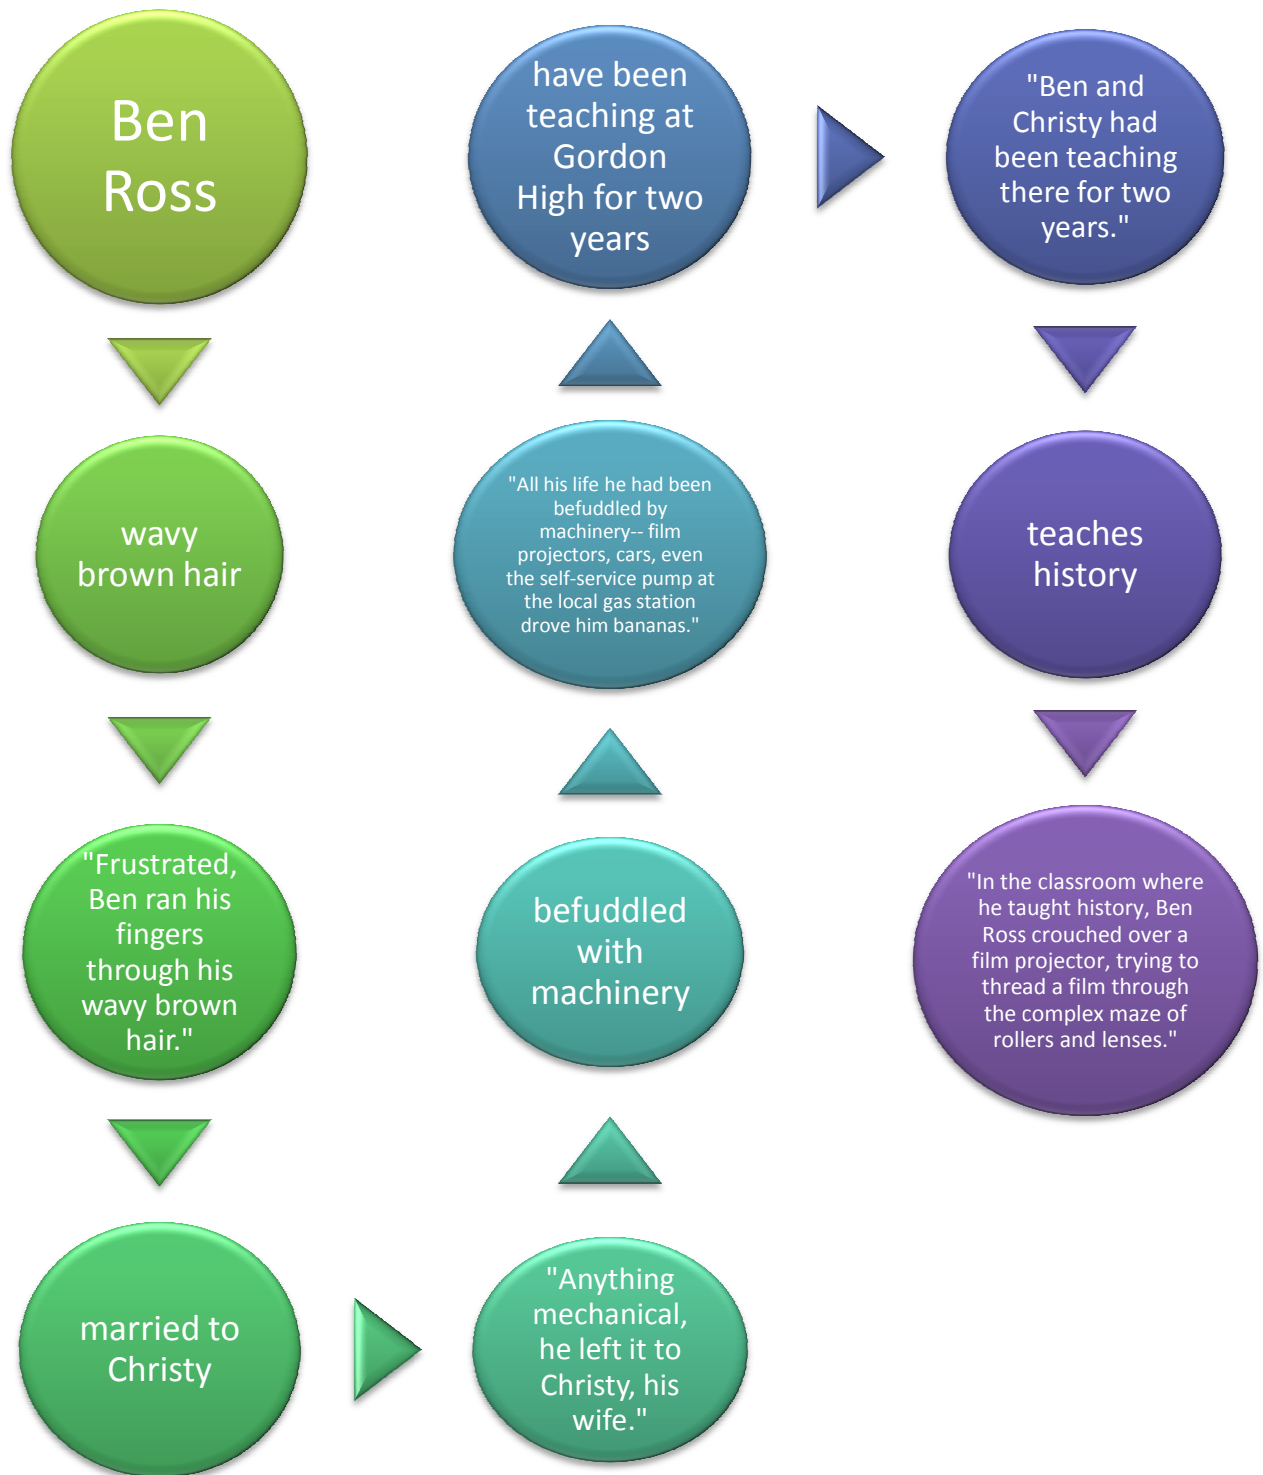 Ben
Ross
wavy
brown hair
"Frustrated,
Ben ran his
fingers
through his
wavy brown
hair."
married to
Christy
"Anything
mechanical,
he left it to
Christy, his
wife."
befuddled
with
machinery
"All his life he had been
befuddled by
machinery-- film
projectors, cars, even
the self-service pump at
the local gas station
drove him bananas."
have been
teaching at
Gordon
High for two
years
"Ben and
Christy had
been teaching
there for two
years."
teaches
history
"In the classroom where
he taught history, Ben
Ross crouched over a
film projector, trying to
thread a film through
the complex maze of
rollers and lenses."